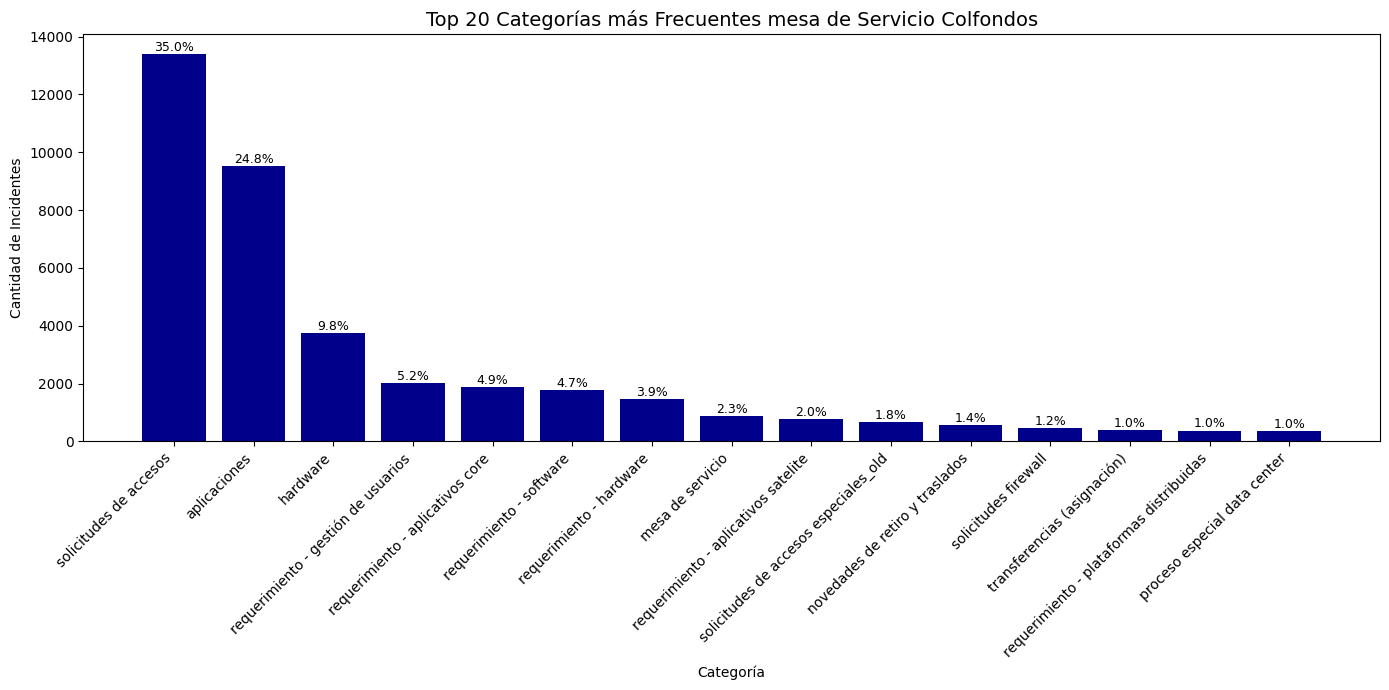 Top 20 Categorías más Frecuentes mesa de Servicio Colfondos
Cantidad de Incidentes
14000
12000
10000
8000
6000
4000
2000
0
35.0%
24.8%
9.8%
5.2%
4.9%
4.7%
3.9%
2.3%
2.0%
1.8%
1.4%
1.2%
1.0%
1.0%
1.0%
solicitudes de accesos
aplicaciones
hardware
requerimiento - gestión de usuarios
requerimiento - aplicativos core
requerimiento - software
requerimiento - hardware
mesa de servicio
requerimiento - aplicativos satelite
solicitudes de accesos especiales_old
novedades de retiro y traslados
solicitudes firewall
transferencias (asignación)
requerimiento - plataformas distribuidas
proceso especial data center
Categoría